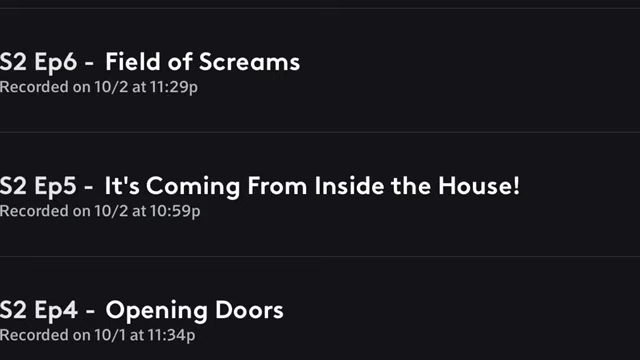 S2 Ep6 - Field of Screams
Recorded on 10/2 at 11:29p
S2 Ep5 - It's Coming From Inside the House!
Recorded on 10/2 at 10:59p
S2 Ep4 - Opening Doors
Recorded on 10/1 at 11:34p